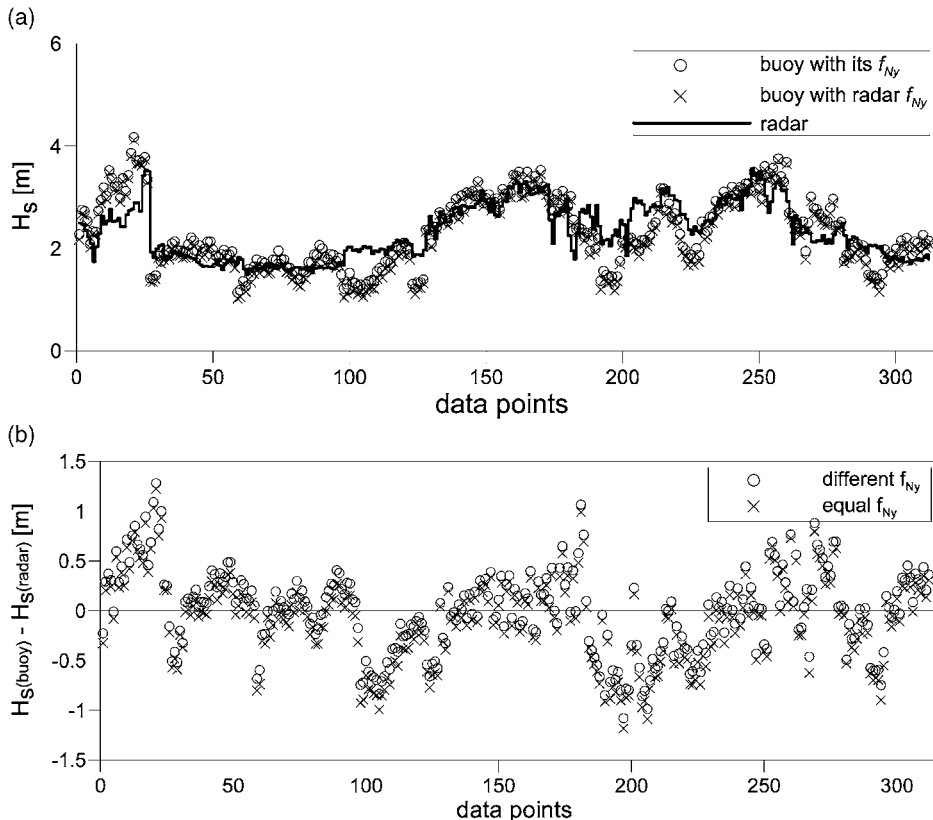 (a)
6
4
2
0
H_S [m]
buoy with its f_Ny
buoy with radar f_Ny
radar
0 50 100 150 200 250 300
data points
(b)
1.5
1
0.5
0
-0.5
-1
-1.5
H_S(buoy) - H_S(radar) [m]
different f_Ny
equal f_Ny
0 50 100 150 200 250 300
data points